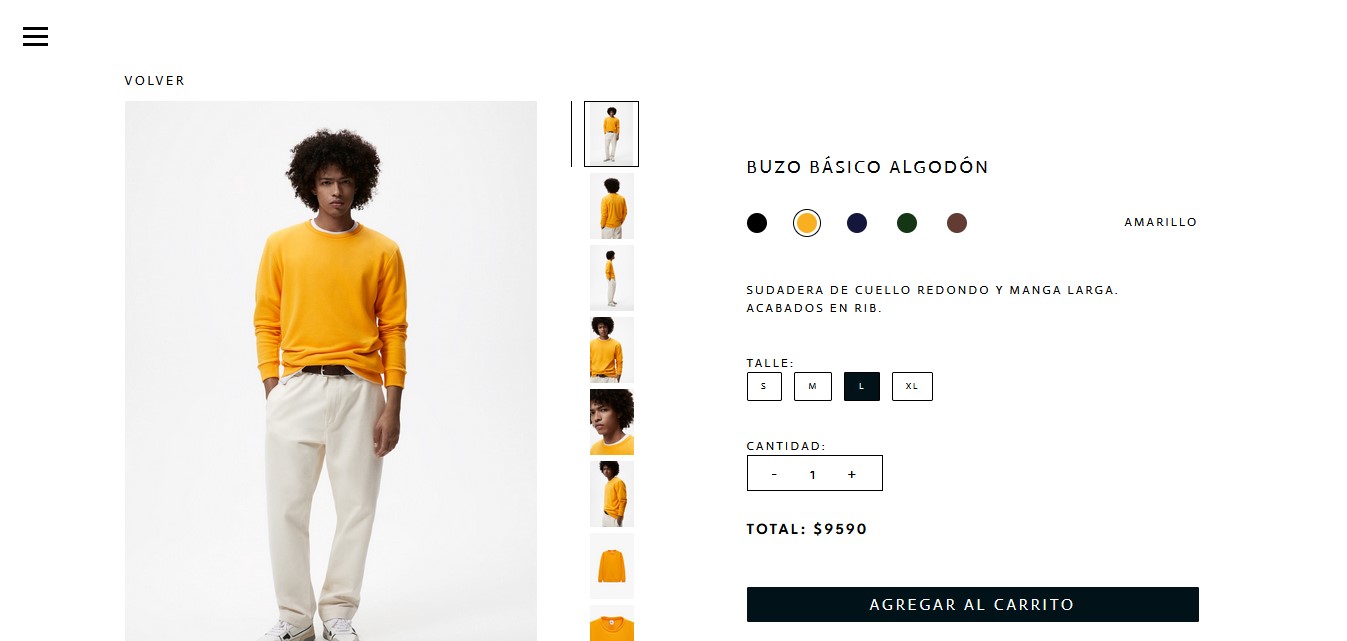 VOLVER
BUZO BÁSICO ALGODÓN
AMARILLO
SUDADERA DE CUELLO REDONDO Y MANGA LARGA.
ACABADOS EN RIB.
TALLE:
S M L XL
CANTIDAD:
- 1 +
TOTAL: $9590
AGREGAR AL CARRITO